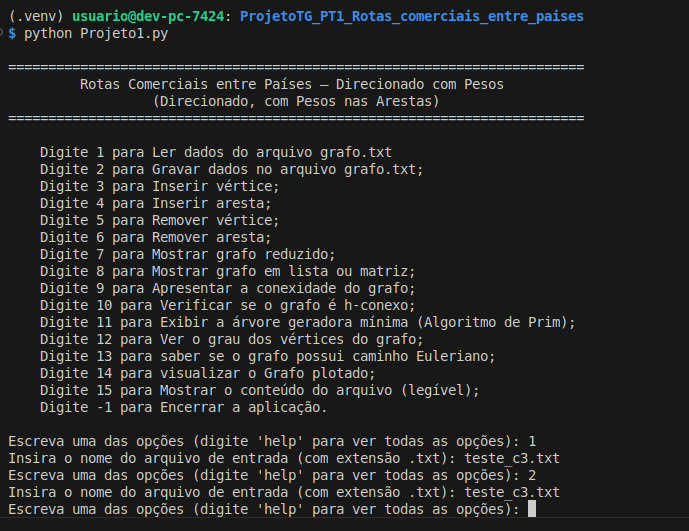 (.venv) usuario@dev-pc-7424: ProjetoTG_PT1_Rotas_comerciais_entre_paises
$ python Projeto1.py
========================================================================
Rotas Comerciais entre Países — Direcionado com Pesos
(Direcionado, com Pesos nas Arestas)
========================================================================
Digite 1 para Ler dados do arquivo grafo.txt
Digite 2 para Gravar dados no arquivo grafo.txt;
Digite 3 para Inserir vértice;
Digite 4 para Inserir aresta;
Digite 5 para Remover vértice;
Digite 6 para Remover aresta;
Digite 7 para Mostrar grafo reduzido;
Digite 8 para Mostrar grafo em lista ou matriz;
Digite 9 para Apresentar a conexidade do grafo;
Digite 10 para Verificar se o grafo é h-conexo;
Digite 11 para Exibir a árvore geradora mínima (Algoritmo de Prim);
Digite 12 para Ver o grau dos vértices do grafo;
Digite 13 para saber se o grafo possui caminho Euleriano;
Digite 14 para visualizar o Grafo plotado;
Digite 15 para Mostrar o conteúdo do arquivo (legível);
Digite -1 para Encerrar a aplicação.
Escreva uma das opções (digite 'help' para ver todas as opções): 1
Insira o nome do arquivo de entrada (com extensão .txt): teste_c3.txt
Escreva uma das opções (digite 'help' para ver todas as opções): 2
Insira o nome do arquivo de entrada (com extensão .txt): teste_c3.txt
Escreva uma das opções (digite 'help' para ver todas as opções):